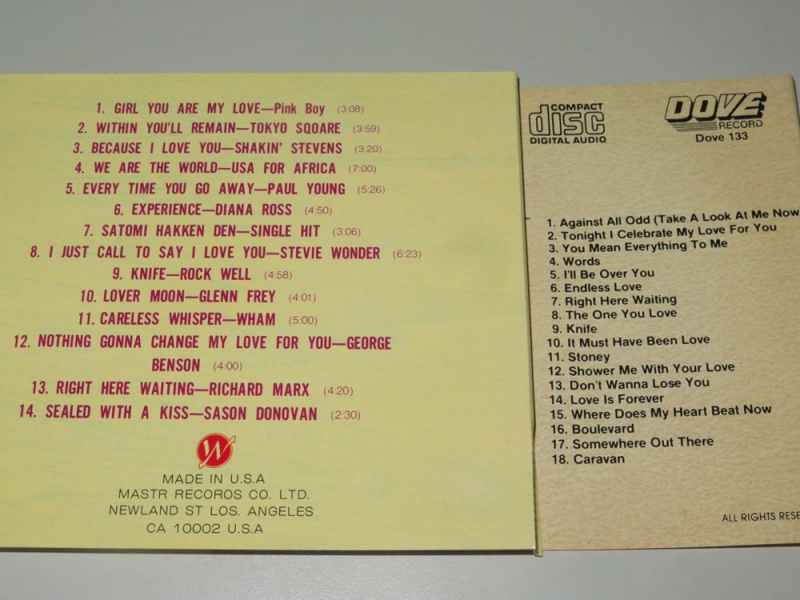 1. GIRL YOU ARE MY LOVE—Pink Boy (3:08)
2. WITHIN YOU'LL REMAIN—TOKYO SQOARE (3:59)
3. BECAUSE I LOVE YOU—SHAKIN' STEVENS (3:20)
4. WE ARE THE WORLD—USA FOR AFRICA (7:00)
5. EVERY TIME YOU GO AWAY—PAUL YOUNG (5:26)
6. EXPERIENCE—DIANA ROSS (4:50)
7. SATOMI HAKKEN DEN—SINGLE HIT (3:06)
8. I JUST CALL TO SAY I LOVE YOU—STEVIE WONDER (6:23)
9. KNIFE—ROCK WELL (4:58)
10. LOVER MOON—GLENN FREY (4:01)
11. CARELESS WHISPER—WHAM (5:00)
12. NOTHING GONNA CHANGE MY LOVE FOR YOU—GEORGE
BENSON (4:00)
13. RIGHT HERE WAITING—RICHARD MARX (4:20)
14. SEALED WITH A KISS—SASON DONOVAN (2:30)
W
MADE IN U.S.A
MASTR RECOROS CO. LTD.
NEWLAND ST LOS. ANGELES
CA 10002 U.S.A
COMPACT
disc
DIGITAL AUDIO
DOVE
RECORD
Dove 133
1. Against All Odd (Take A Look At Me Now
2. Tonight I Celebrate My Love For You
3. You Mean Everything To Me
4. Words
5. I'll Be Over You
6. Endless Love
7. Right Here Waiting
8. The One You Love
9. Knife
10. It Must Have Been Love
11. Stoney
12. Shower Me With Your Love
13. Don't Wanna Lose You
14. Love Is Forever
15. Where Does My Heart Beat Now
16. Boulevard
17. Somewhere Out There
18. Caravan
ALL RIGHTS RESE